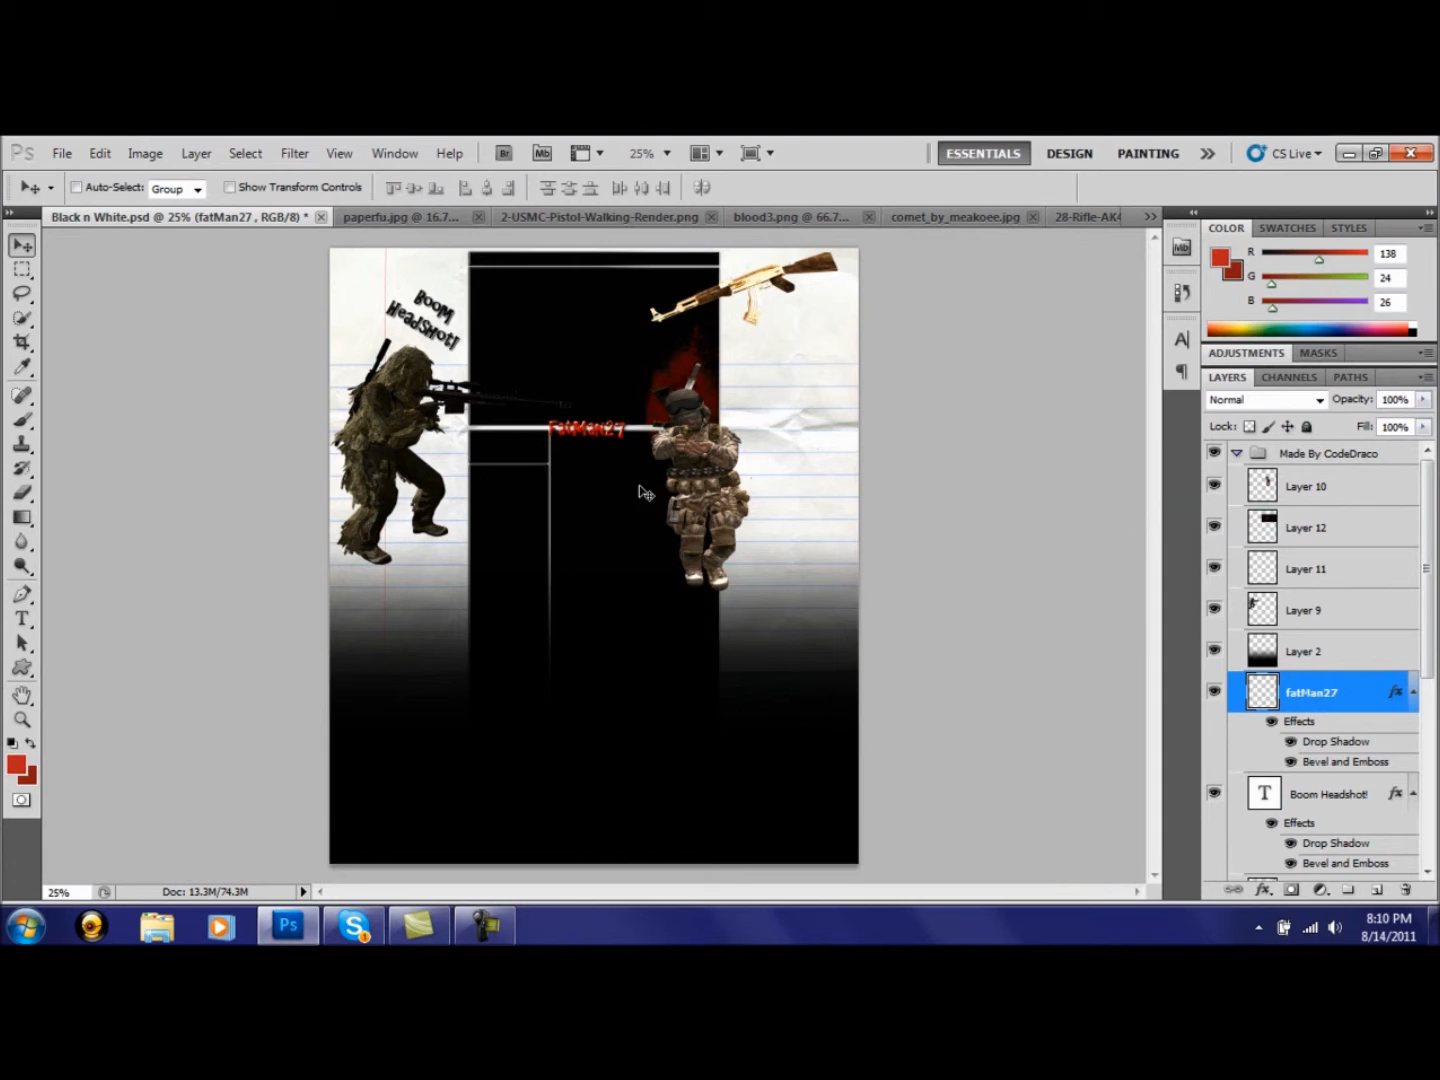 Ps File Edit Image Layer Select Filter View Window Help Br Mb 25% ESSENTIALS DESIGN PAINTING CS Live
Auto-Select: Group Show Transform Controls
Black n White.psd @ 25% (fatMan27 , RGB/8) * paperfu.jpg @ 16.7... 2-USMC-Pistol-Walking-Render.png blood3.png @ 66.7... comet_by_meakoee.jpg 28-Rifle-AK4
COLOR SWATCHES STYLES
Mb
R 138
G 24
B 26
Boom
HeadShot!
FatMan27
ADJUSTMENTS MASKS
LAYERS CHANNELS PATHS
Normal Opacity: 100%
Lock: Fill: 100%
Made By CodeDraco
Layer 10
Layer 12
Layer 11
Layer 9
Layer 2
fatMan27 fx
Effects
Drop Shadow
Bevel and Emboss
T Boom Headshot! fx
Effects
Drop Shadow
Bevel and Emboss
25% Doc: 13.3M/74.3M
Ps
8:10 PM
8/14/2011